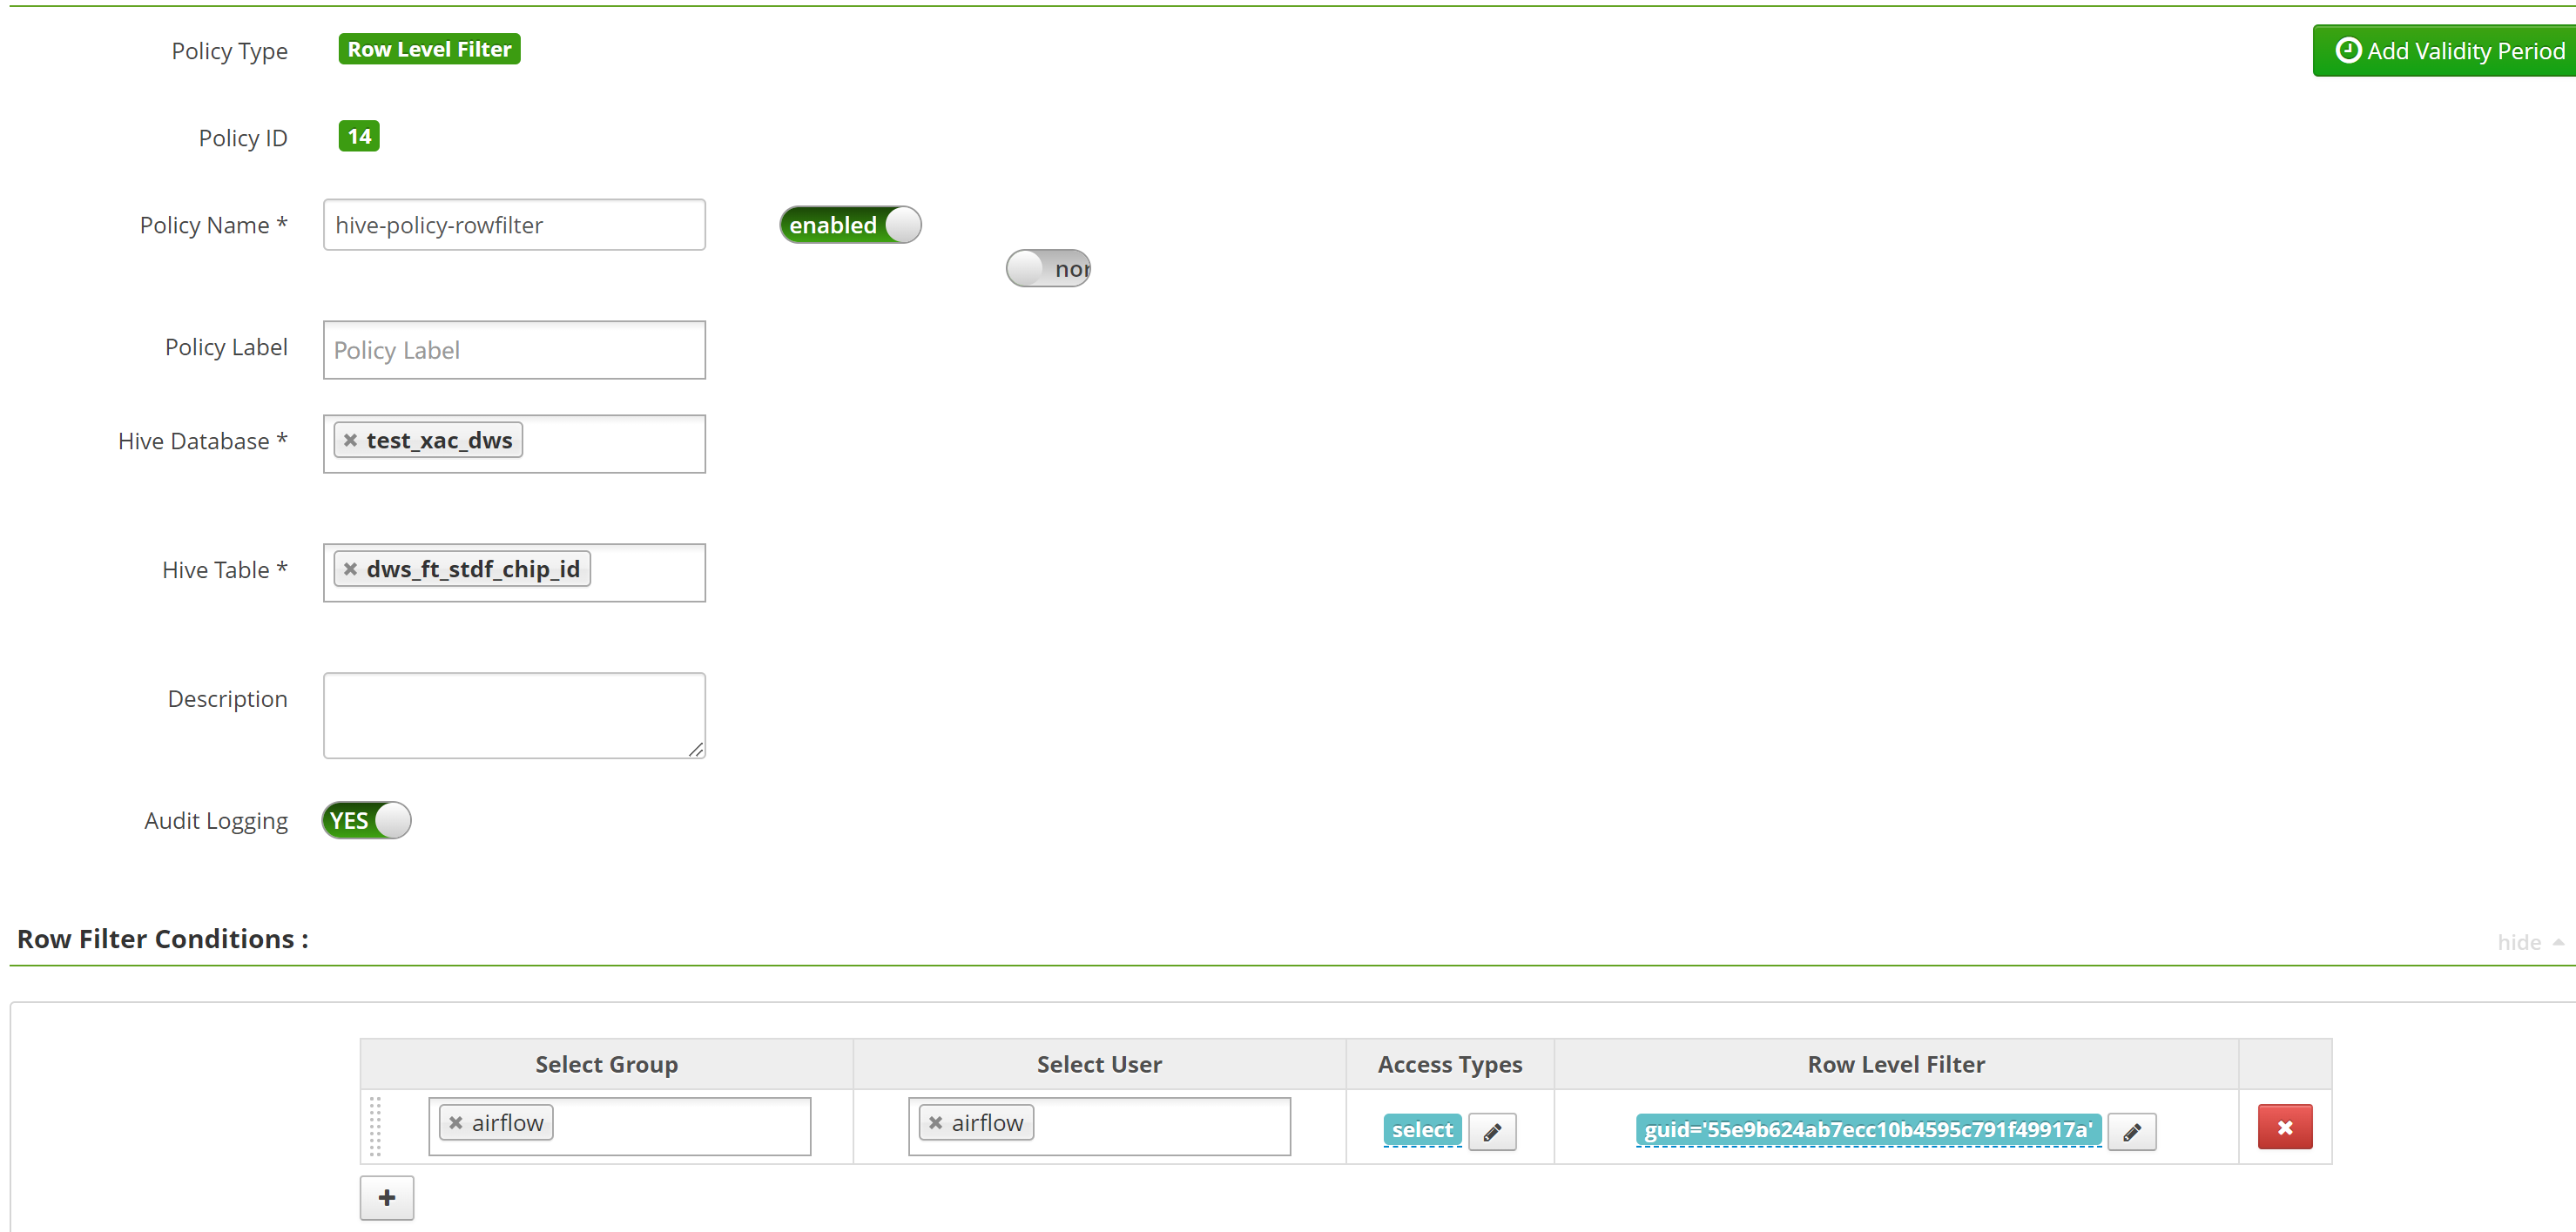 Policy Type Row Level Filter Add Validity Period
Policy ID 14
Policy Name * hive-policy-rowfilter enabled
nor
Policy Label Policy Label
Hive Database * test_xac_dws
Hive Table * dws_ft_stdf_chip_id
Description
Audit Logging YES
Row Filter Conditions : hide
Select Group Select User Access Types Row Level Filter
airflow airflow select guid='55e9b624ab7ecc10b4595c791f49917a'